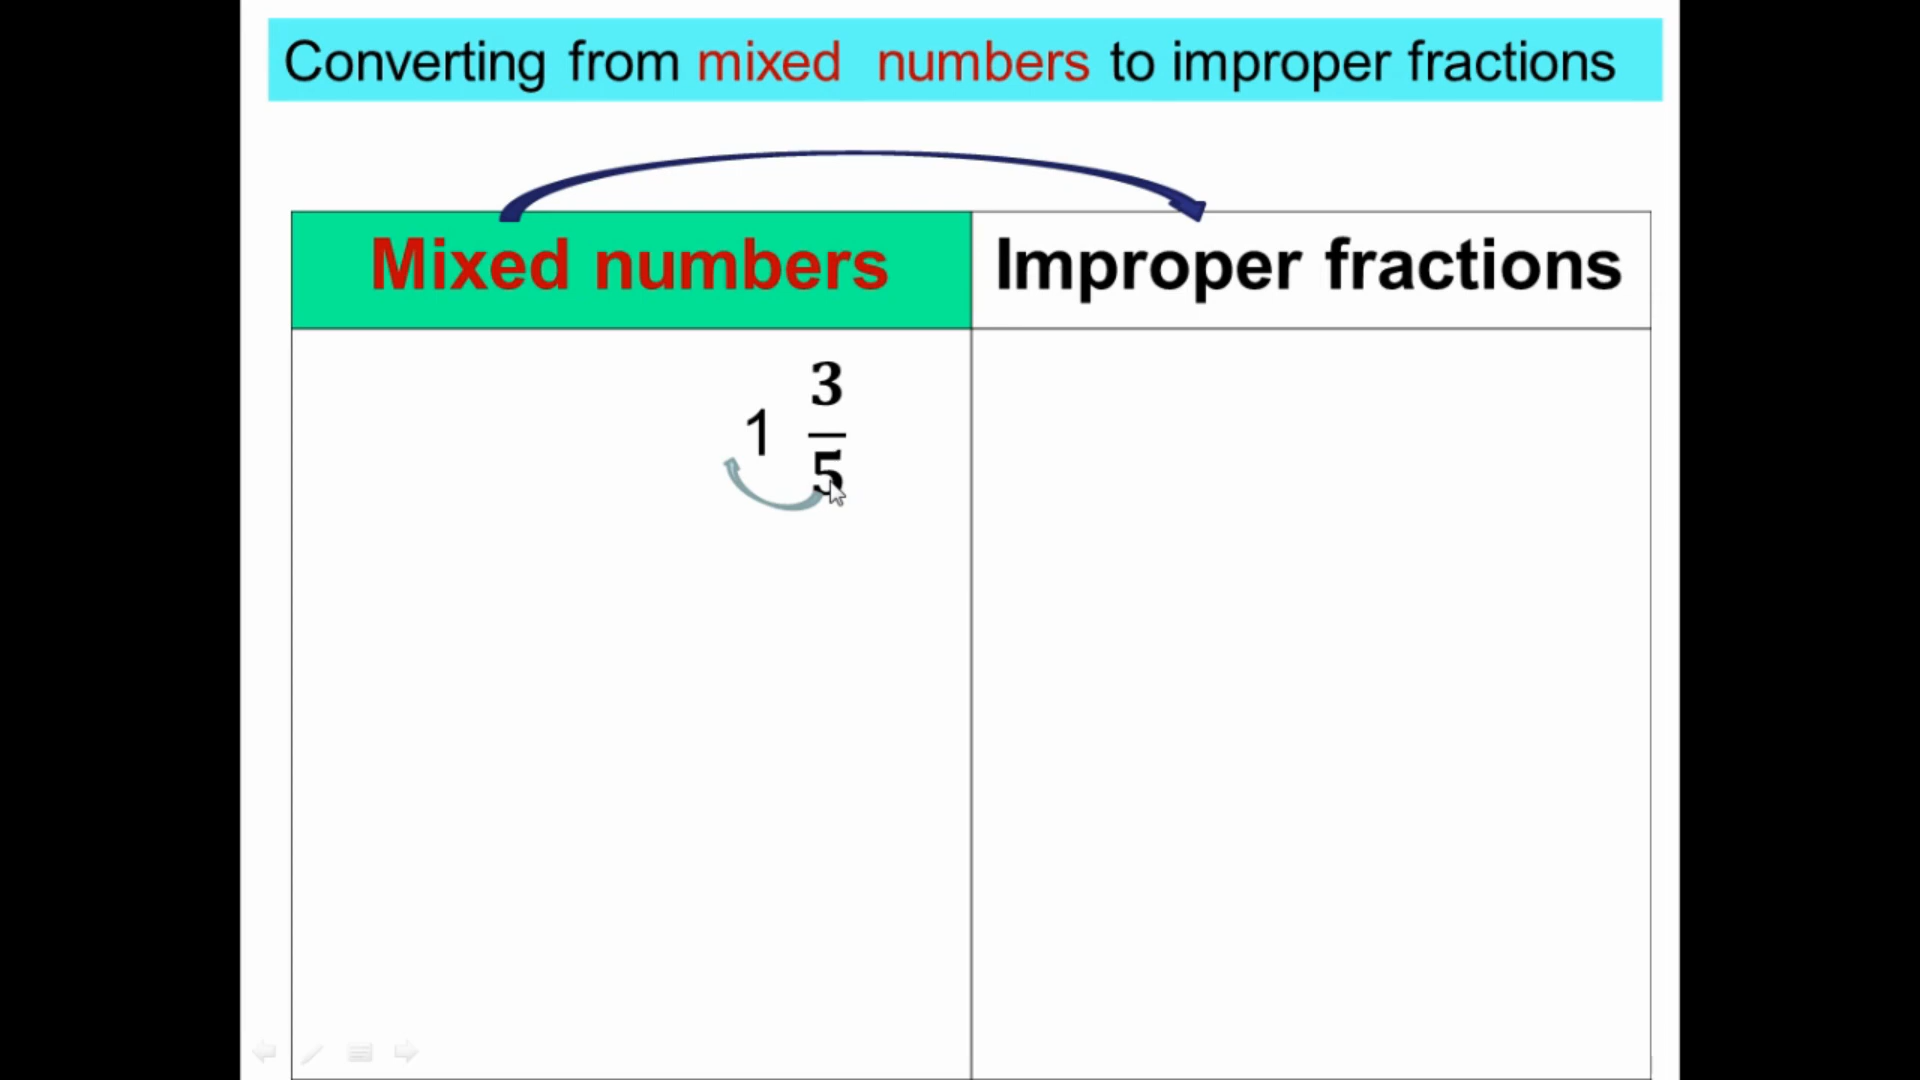 Converting from mixed numbers to improper fractions
Mixed numbers
Improper fractions
1 3/5